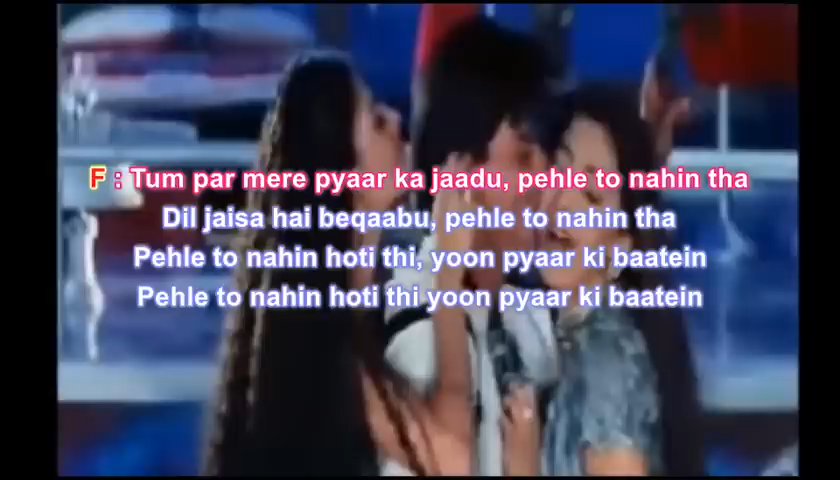 F : Tum par mere pyaar ka jaadu, pehle to nahin tha
Dil jaisa hai beqaabu, pehle to nahin tha
Pehle to nahin hoti thi, yoon pyaar ki baatein
Pehle to nahin hoti thi yoon pyaar ki baatein